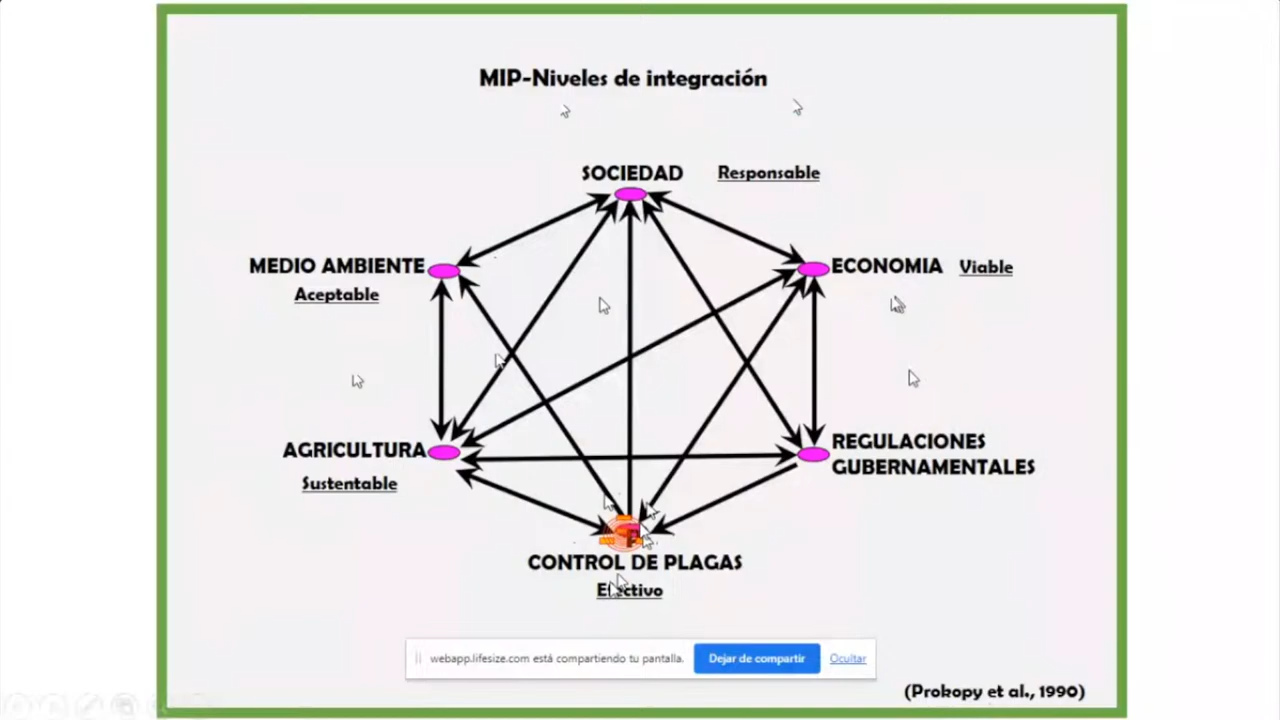 MIP-Niveles de integración
SOCIEDAD
Responsable
MEDIO AMBIENTE
Aceptable
ECONOMIA
Viable
AGRICULTURA
Sustentable
REGULACIONES
GUBERNAMENTALES
CONTROL DE PLAGAS
Efectivo
webapp.lifesize.com está compartiendo tu pantalla.
Dejar de compartir
Ocultar
(Prokopy et al., 1990)